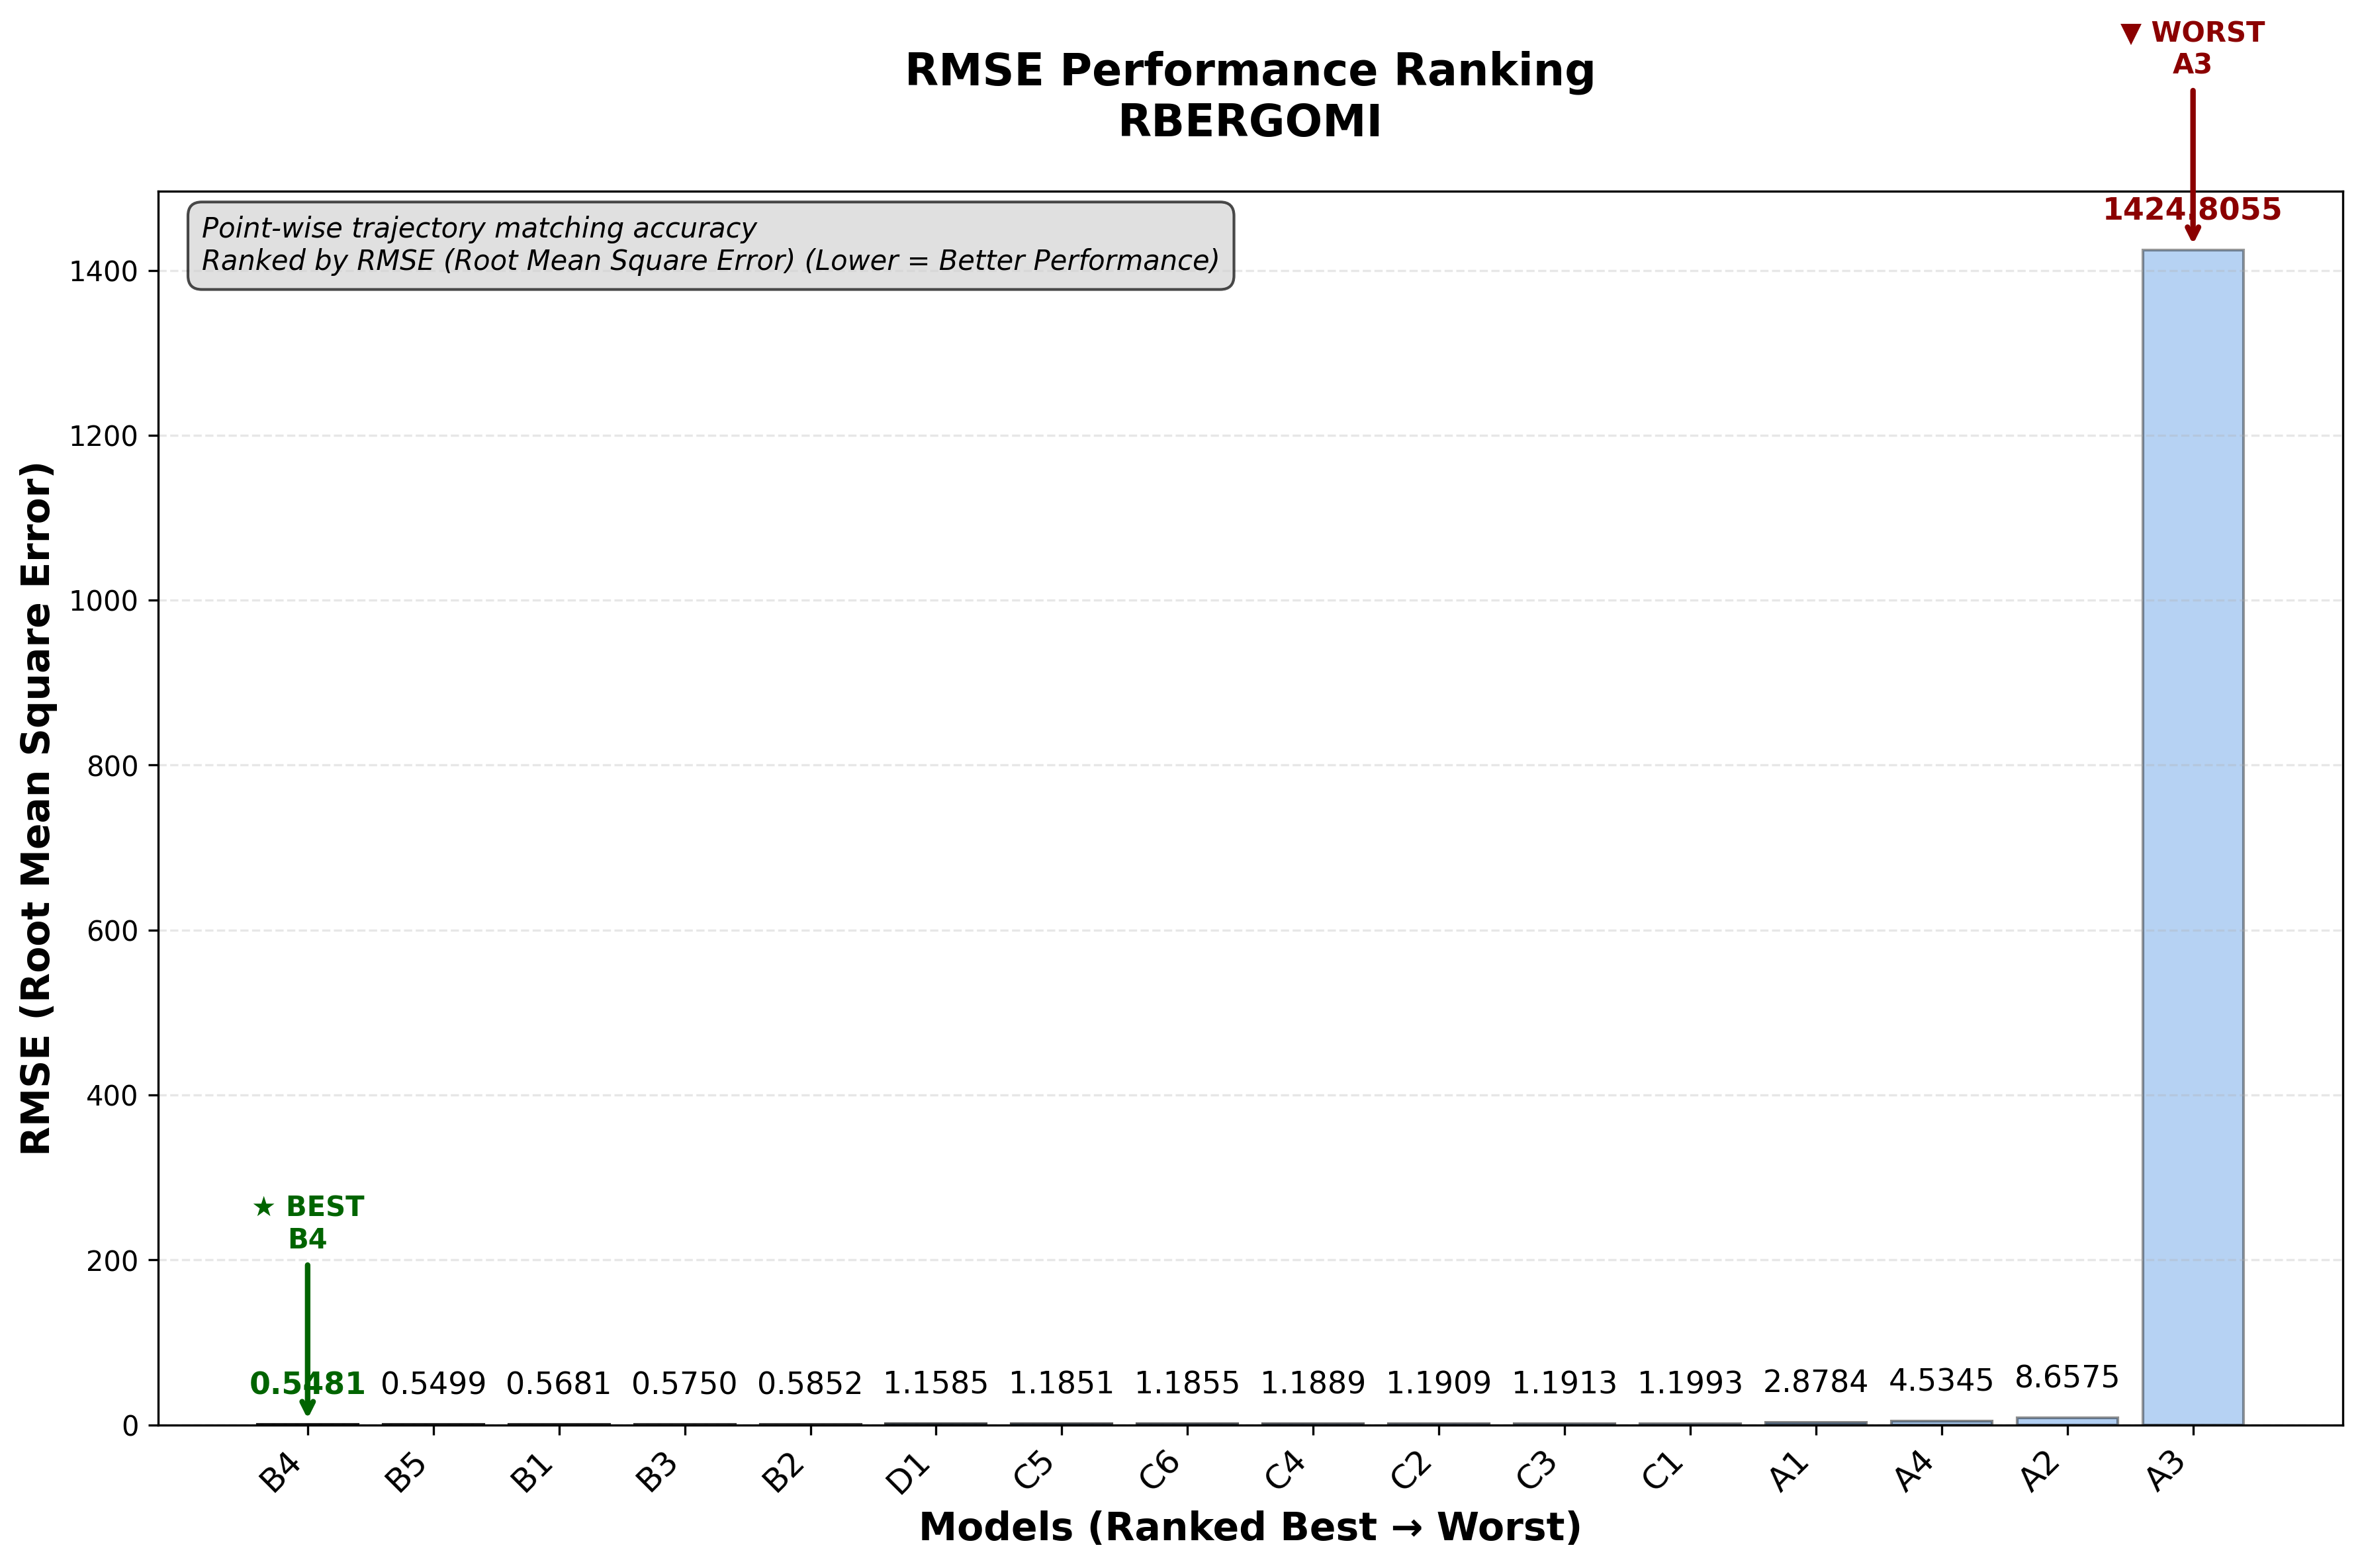 ▼ WORST
A3
RMSE Performance Ranking
RBERGOMI
Point-wise trajectory matching accuracy
Ranked by RMSE (Root Mean Square Error) (Lower = Better Performance)
1424.8055
RMSE (Root Mean Square Error)
1400
1200
1000
800
600
400
200
0
★ BEST
B4
0.5481 0.5499 0.5681 0.5750 0.5852 1.1585 1.1851 1.1855 1.1889 1.1909 1.1913 1.1993 2.8784 4.5345 8.6575
B4 B5 B1 B3 B2 D1 C5 C6 C4 C2 C3 C1 A1 A4 A2 A3
Models (Ranked Best → Worst)